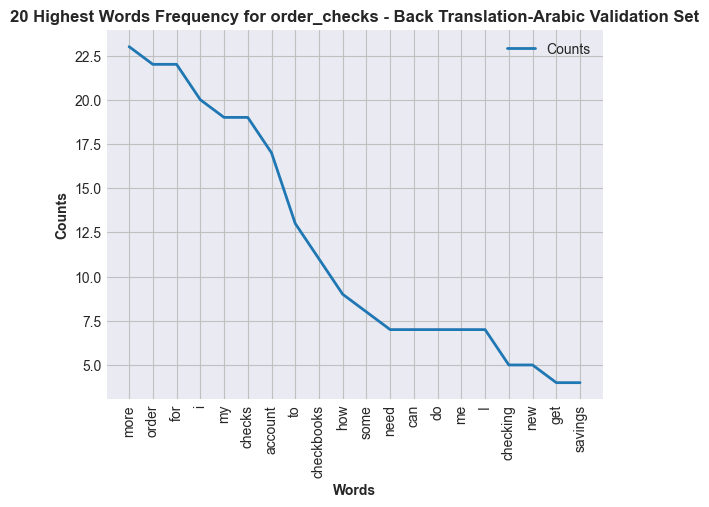 20 Highest Words Frequency for order_checks - Back Translation-Arabic Validation Set
Counts
22.5
20.0
17.5
15.0
12.5
10.0
7.5
5.0
Counts
more
order
for
i
my
checks
account
to
checkbooks
how
some
need
can
do
me
I
checking
new
get
savings
Words